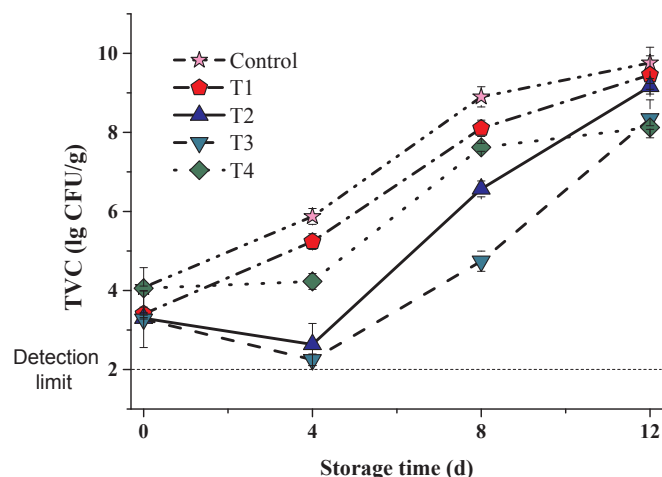 10
8
6
4
2
TVC (lg CFU/g)
Control
T1
T2
T3
T4
Detection
limit
0
4
8
12
Storage time (d)